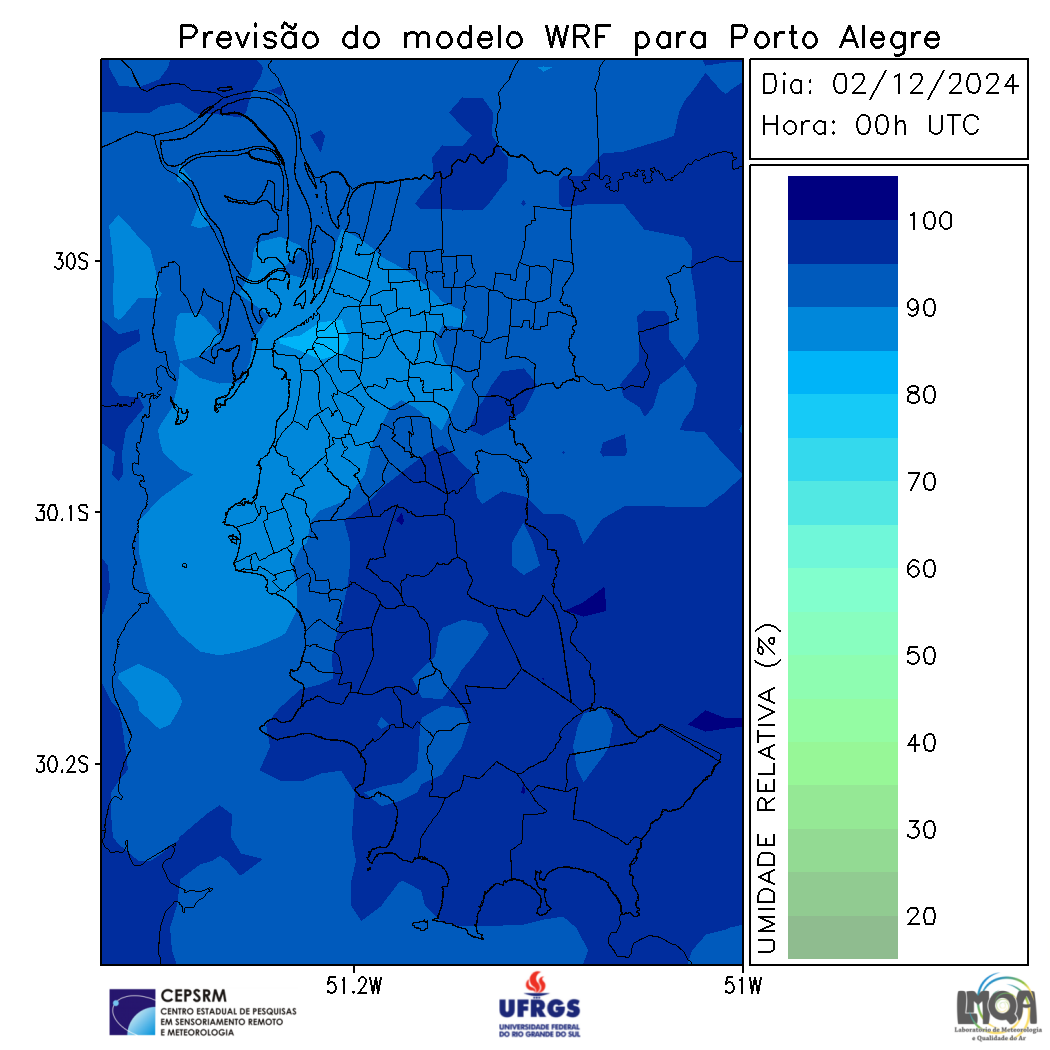 Previsão do modelo WRF para Porto Alegre
Dia: 02/12/2024
Hora: 00h UTC
30S
30.1S
30.2S
51.2W
51W
UMIDADE RELATIVA (%)
100
90
80
70
60
50
40
30
20
CEPSRM
CENTRO ESTADUAL DE PESQUISAS
EM SENSORIAMENTO REMOTO
E METEOROLOGIA
UFRGS
UNIVERSIDADE FEDERAL
DO RIO GRANDE DO SUL
LMQA
Laboratório de Meteorologia
e Qualidade do Ar